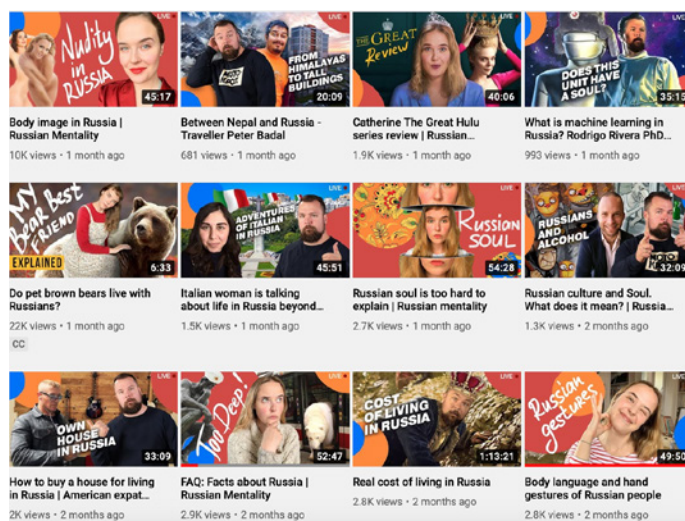 Nudity
in
RUSSIA
LIVE
45:17
Body image in Russia |
Russian Mentality
10K views • 1 month ago
LIVE
FROM
HIMALAYAS
TO TALL
BUILDINGS
20:09
Between Nepal and Russia -
Traveller Peter Badal
681 views • 1 month ago
THE GREAT
Review
40:06
Catherine The Great Hulu
series review | Russian...
1.9K views • 1 month ago
LIVE
DOES THIS
UNIT HAVE
A SOUL?
35:15
What is machine learning in
Russia? Rodrigo Rivera PhD...
993 views • 1 month ago
MY
Bear Best
FRIEND
EXPLAINED
6:33
Do pet brown bears live with
Russians?
22K views • 1 month ago
CC
LIVE
ADVENTURES
OF ITALIAN
IN RUSSIA
45:51
Italian woman is talking
about life in Russia beyond...
1.5K views • 1 month ago
LIVE
Russian
SOUL
54:28
Russian soul is too hard to
explain | Russian mentality
2.7K views • 1 month ago
LIVE
RUSSIANS
AND
ALCOHOL
32:09
Russian culture and Soul.
What does it mean? | Russia...
1.3K views • 2 months ago
LIVE
OWN
HOUSE
IN RUSSIA
33:09
How to buy a house for living
in Russia | American expat...
2K views • 2 months ago
LIVE
Too Deep!
52:47
FAQ: Facts about Russia |
Russian Mentality
2.9K views • 2 months ago
LIVE
COST
OF LIVING
IN RUSSIA
1:13:21
Real cost of living in Russia
2.8K views • 2 months ago
LIVE
Russian
gestures
49:50
Body language and hand
gestures of Russian people
2.8K views • 2 months ago